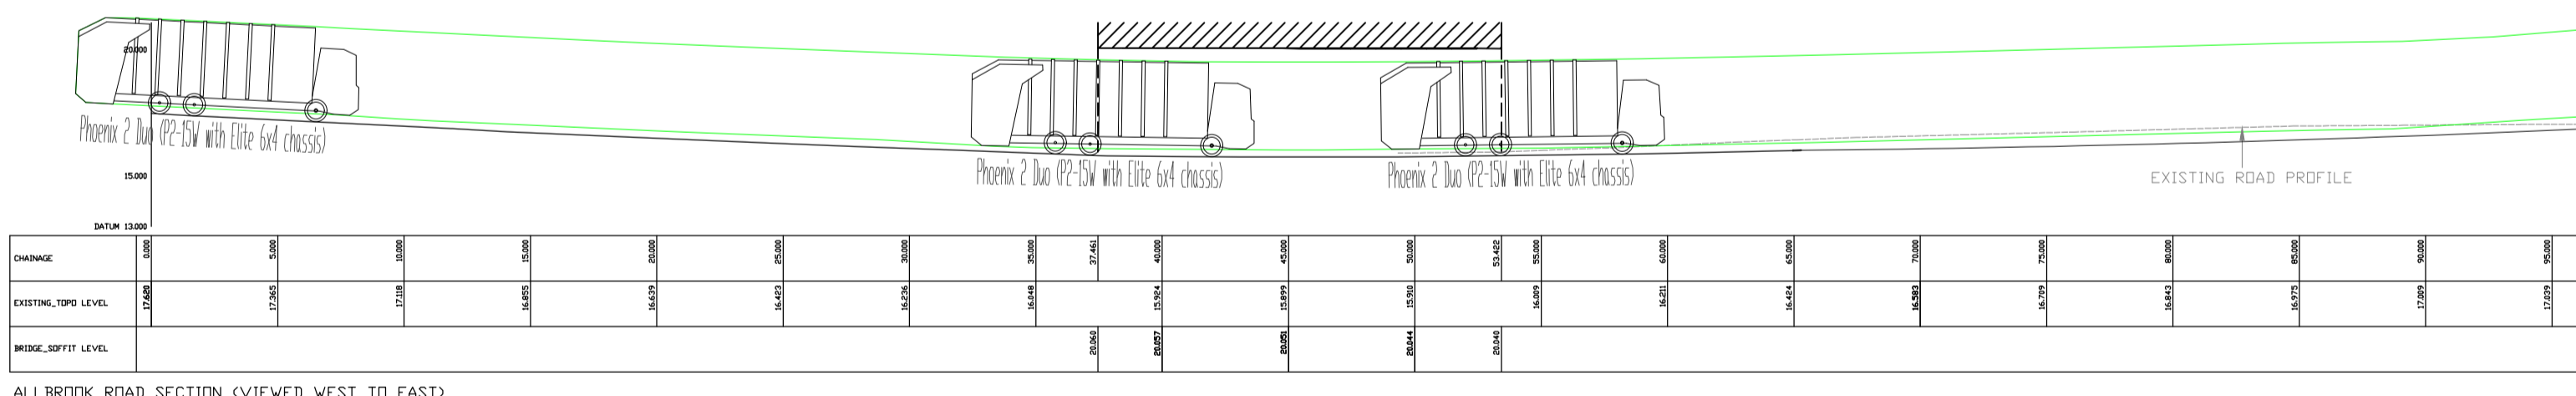 20.000
Phoenix 2 Duo (P2-15W with Elite 6x4 chassis)
Phoenix 2 Duo (P2-15W with Elite 6x4 chassis)
Phoenix 2 Duo (P2-15W with Elite 6x4 chassis)
15.000
EXISTING ROAD PROFILE
DATUM 13.000
CHAINAGE 0.000 5.000 10.000 15.000 20.000 25.000 30.000 35.000 37.461 40.000 45.000 50.000 53.422 55.000 60.000 65.000 70.000 75.000 80.000 85.000 90.000 95.000
EXISTING_TOPO LEVEL 17.620 17.365 17.118 16.855 16.639 16.423 16.236 16.048 15.924 15.899 15.910 16.009 16.211 16.424 16.583 16.709 16.843 16.975 17.009 17.039
BRIDGE_SOFFIT LEVEL 20.060 20.057 20.051 20.044 20.040
ALLBROOK ROAD SECTION (VIEWED WEST TO EAST)